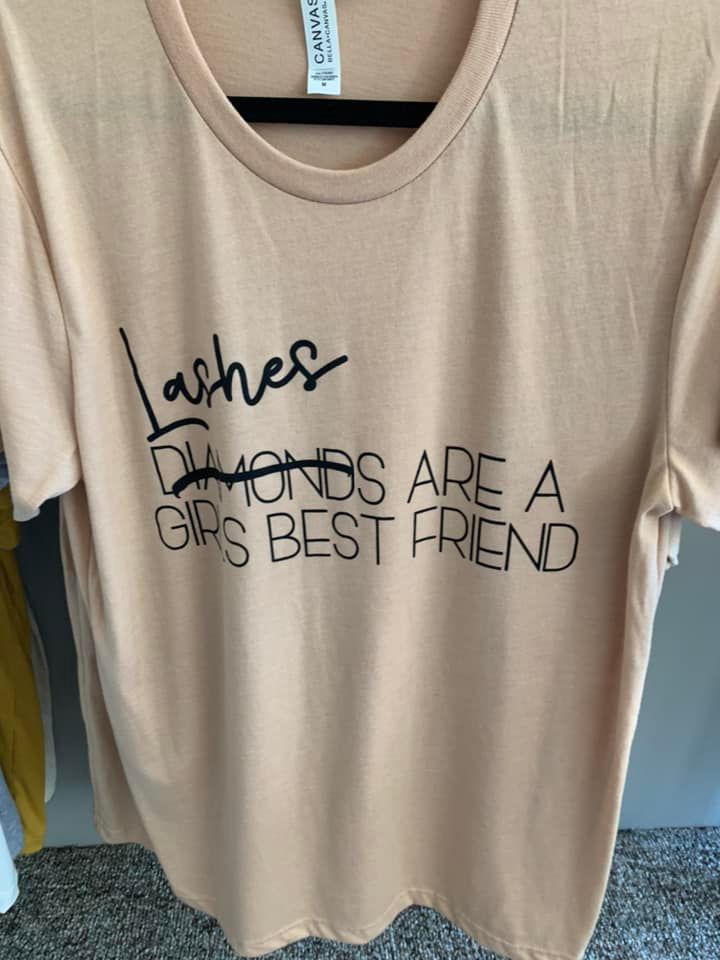 CANVAS
BELLA+CANVAS.
M
Lashes
DIAMONDS ARE A
GIRLS BEST FRIEND